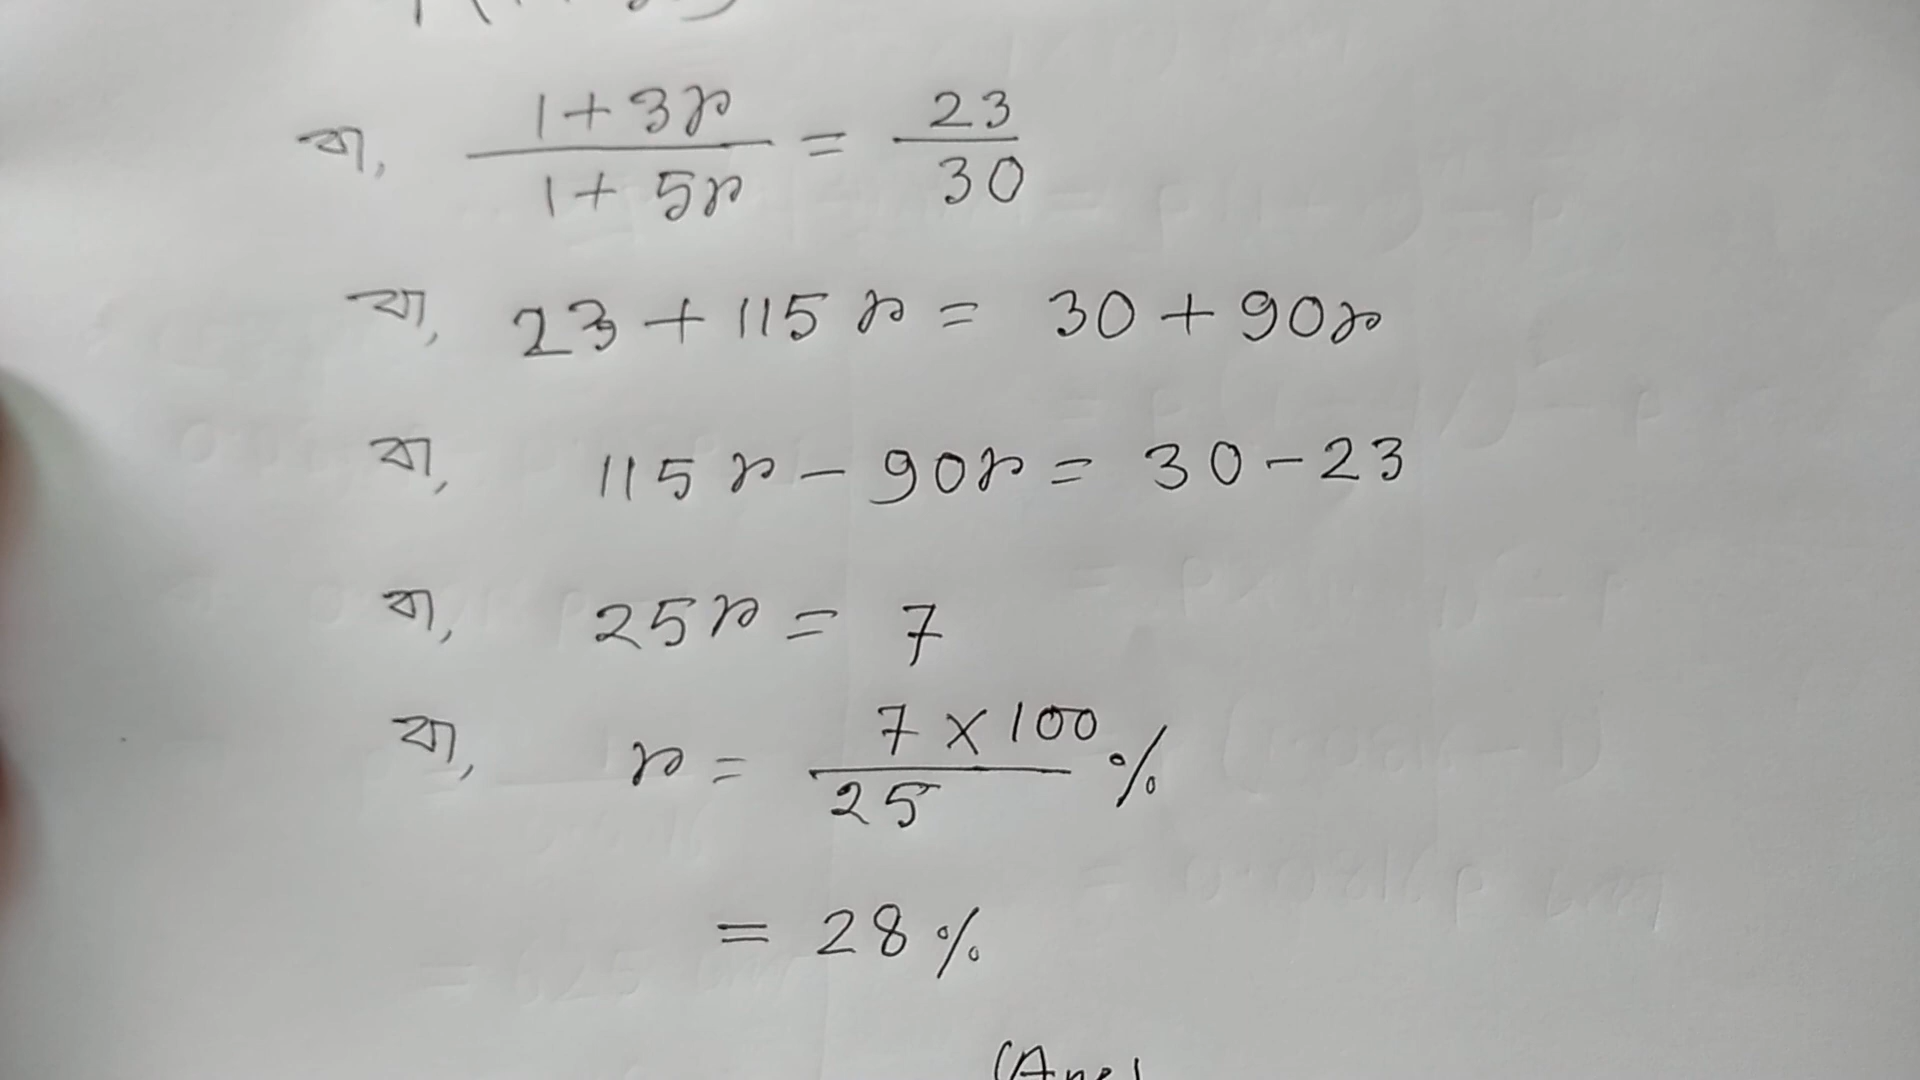 বা, 1+3r / 1+5r = 23 / 30
বা, 23+115r = 30+90r
বা, 115r-90r = 30-23
বা, 25r = 7
বা, r = 7×100 / 25 %
= 28%
(Ans)